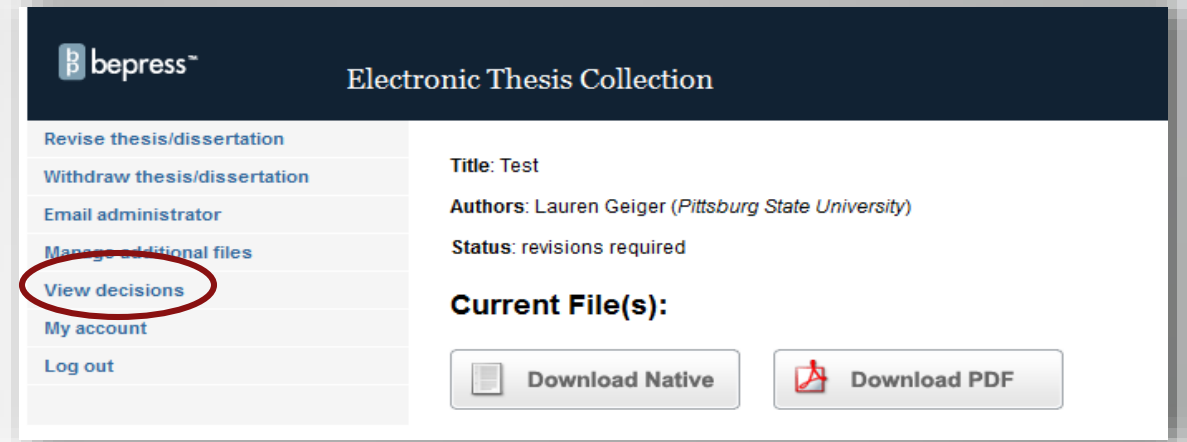 bepress™
Electronic Thesis Collection
Revise thesis/dissertation
Withdraw thesis/dissertation
Email administrator
Manage additional files
View decisions
My account
Log out
Title: Test
Authors: Lauren Geiger (Pittsburg State University)
Status: revisions required
Current File(s):
Download Native
Download PDF